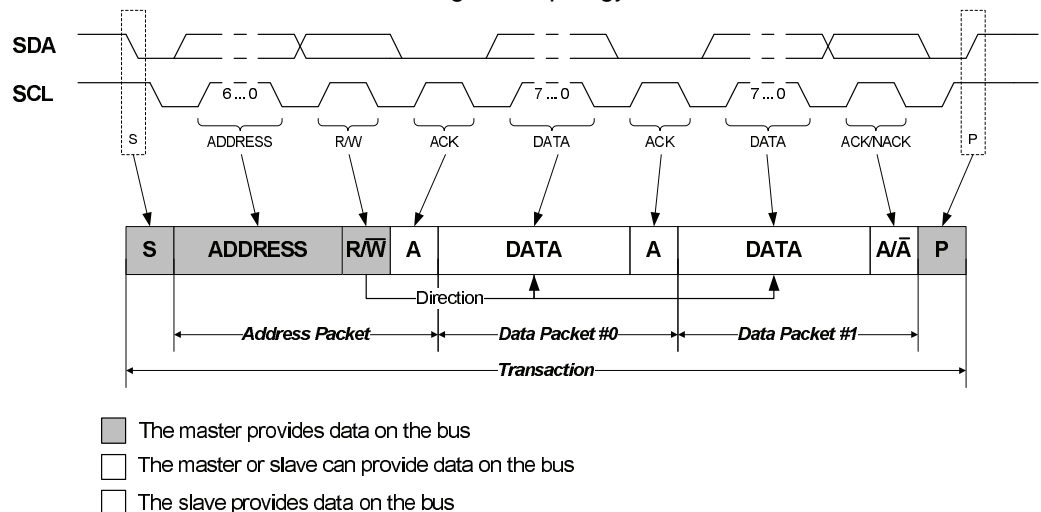 SDA
SCL
6 ... 0 7 ... 0 7 ... 0
S ADDRESS R/W ACK DATA ACK DATA ACK/NACK P
S ADDRESS R/W̅ A DATA A DATA A/A̅ P
Direction
Address Packet Data Packet #0 Data Packet #1
Transaction
The master provides data on the bus
The master or slave can provide data on the bus
The slave provides data on the bus